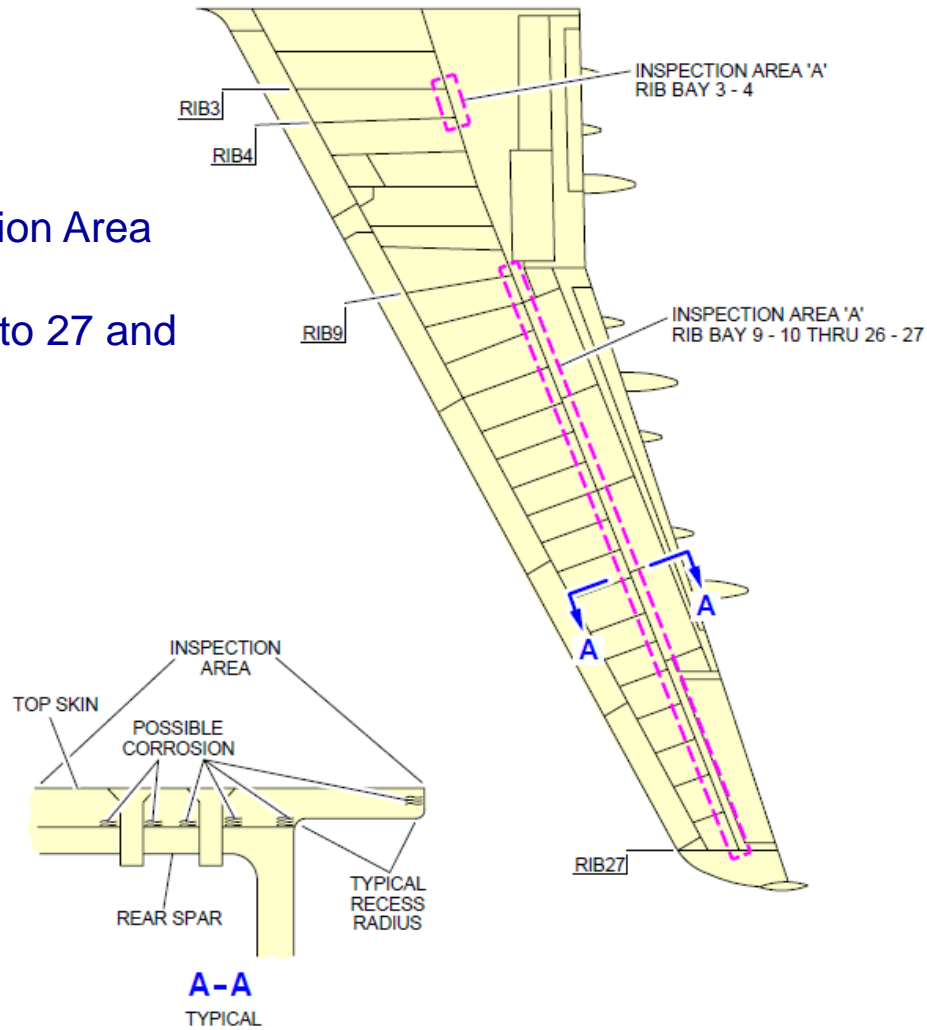 INSPECTION AREA 'A'
RIB BAY 3 - 4
RIB3
RIB4
ion Area
to 27 and
RIB9
INSPECTION AREA 'A'
RIB BAY 9 - 10 THRU 26 - 27
A
A
INSPECTION
AREA
TOP SKIN
POSSIBLE
CORROSION
RIB27
TYPICAL
RECESS
RADIUS
REAR SPAR
A-A
TYPICAL